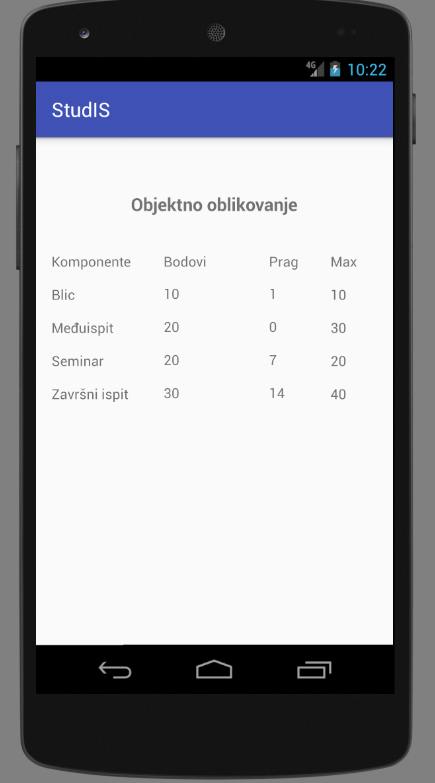 4G 10:22
StudIS
Objektno oblikovanje
Komponente Bodovi Prag Max
Blic 10 1 10
Međuispit 20 0 30
Seminar 20 7 20
Završni ispit 30 14 40